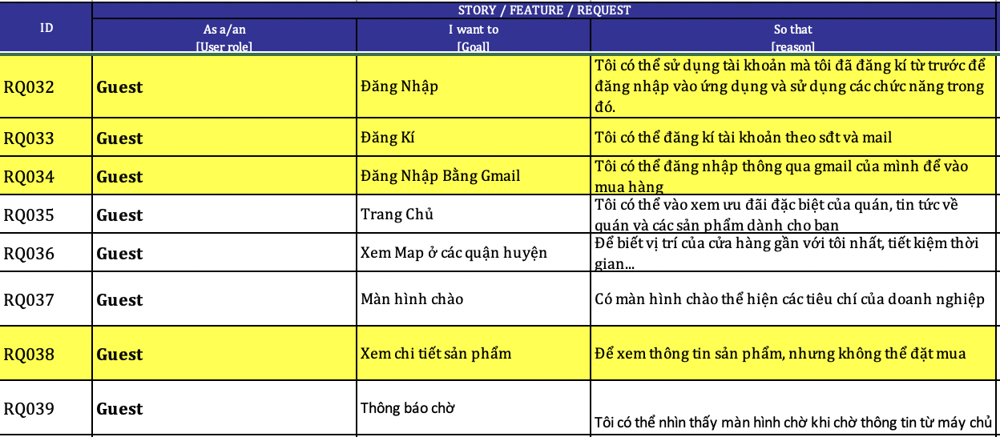 STORY / FEATURE / REQUEST
ID
As a/an
[User role]
I want to
[Goal]
So that
[reason]
RQ032
Guest
Đăng Nhập
Tôi có thể sử dụng tài khoản mà tôi đã đăng kí từ trước để
đăng nhập vào ứng dụng và sử dụng các chức năng trong
đó.
RQ033
Guest
Đăng Kí
Tôi có thể đăng kí tài khoản theo sđt và mail
RQ034
Guest
Đăng Nhập Bằng Gmail
Tôi có thể đăng nhập thông qua gmail của mình để vào
mua hàng
RQ035
Guest
Trang Chủ
Tôi có thể vào xem ưu đãi đặc biệt của quán, tin tức về
quán và các sản phẩm dành cho bạn
RQ036
Guest
Xem Map ở các quận huyện
Để biết vị trí của cửa hàng gần với tôi nhất, tiết kiệm thời
gian...
RQ037
Guest
Màn hình chào
Có màn hình chào thể hiện các tiêu chí của doanh nghiệp
RQ038
Guest
Xem chi tiết sản phẩm
Để xem thông tin sản phẩm, nhưng không thể đặt mua
RQ039
Guest
Thông báo chờ
Tôi có thể nhìn thấy màn hình chờ khi chờ thông tin từ máy chủ